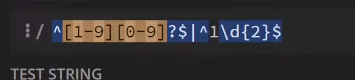 / ^[1-9][0-9]?$|^1\d{2}$
TEST STRING